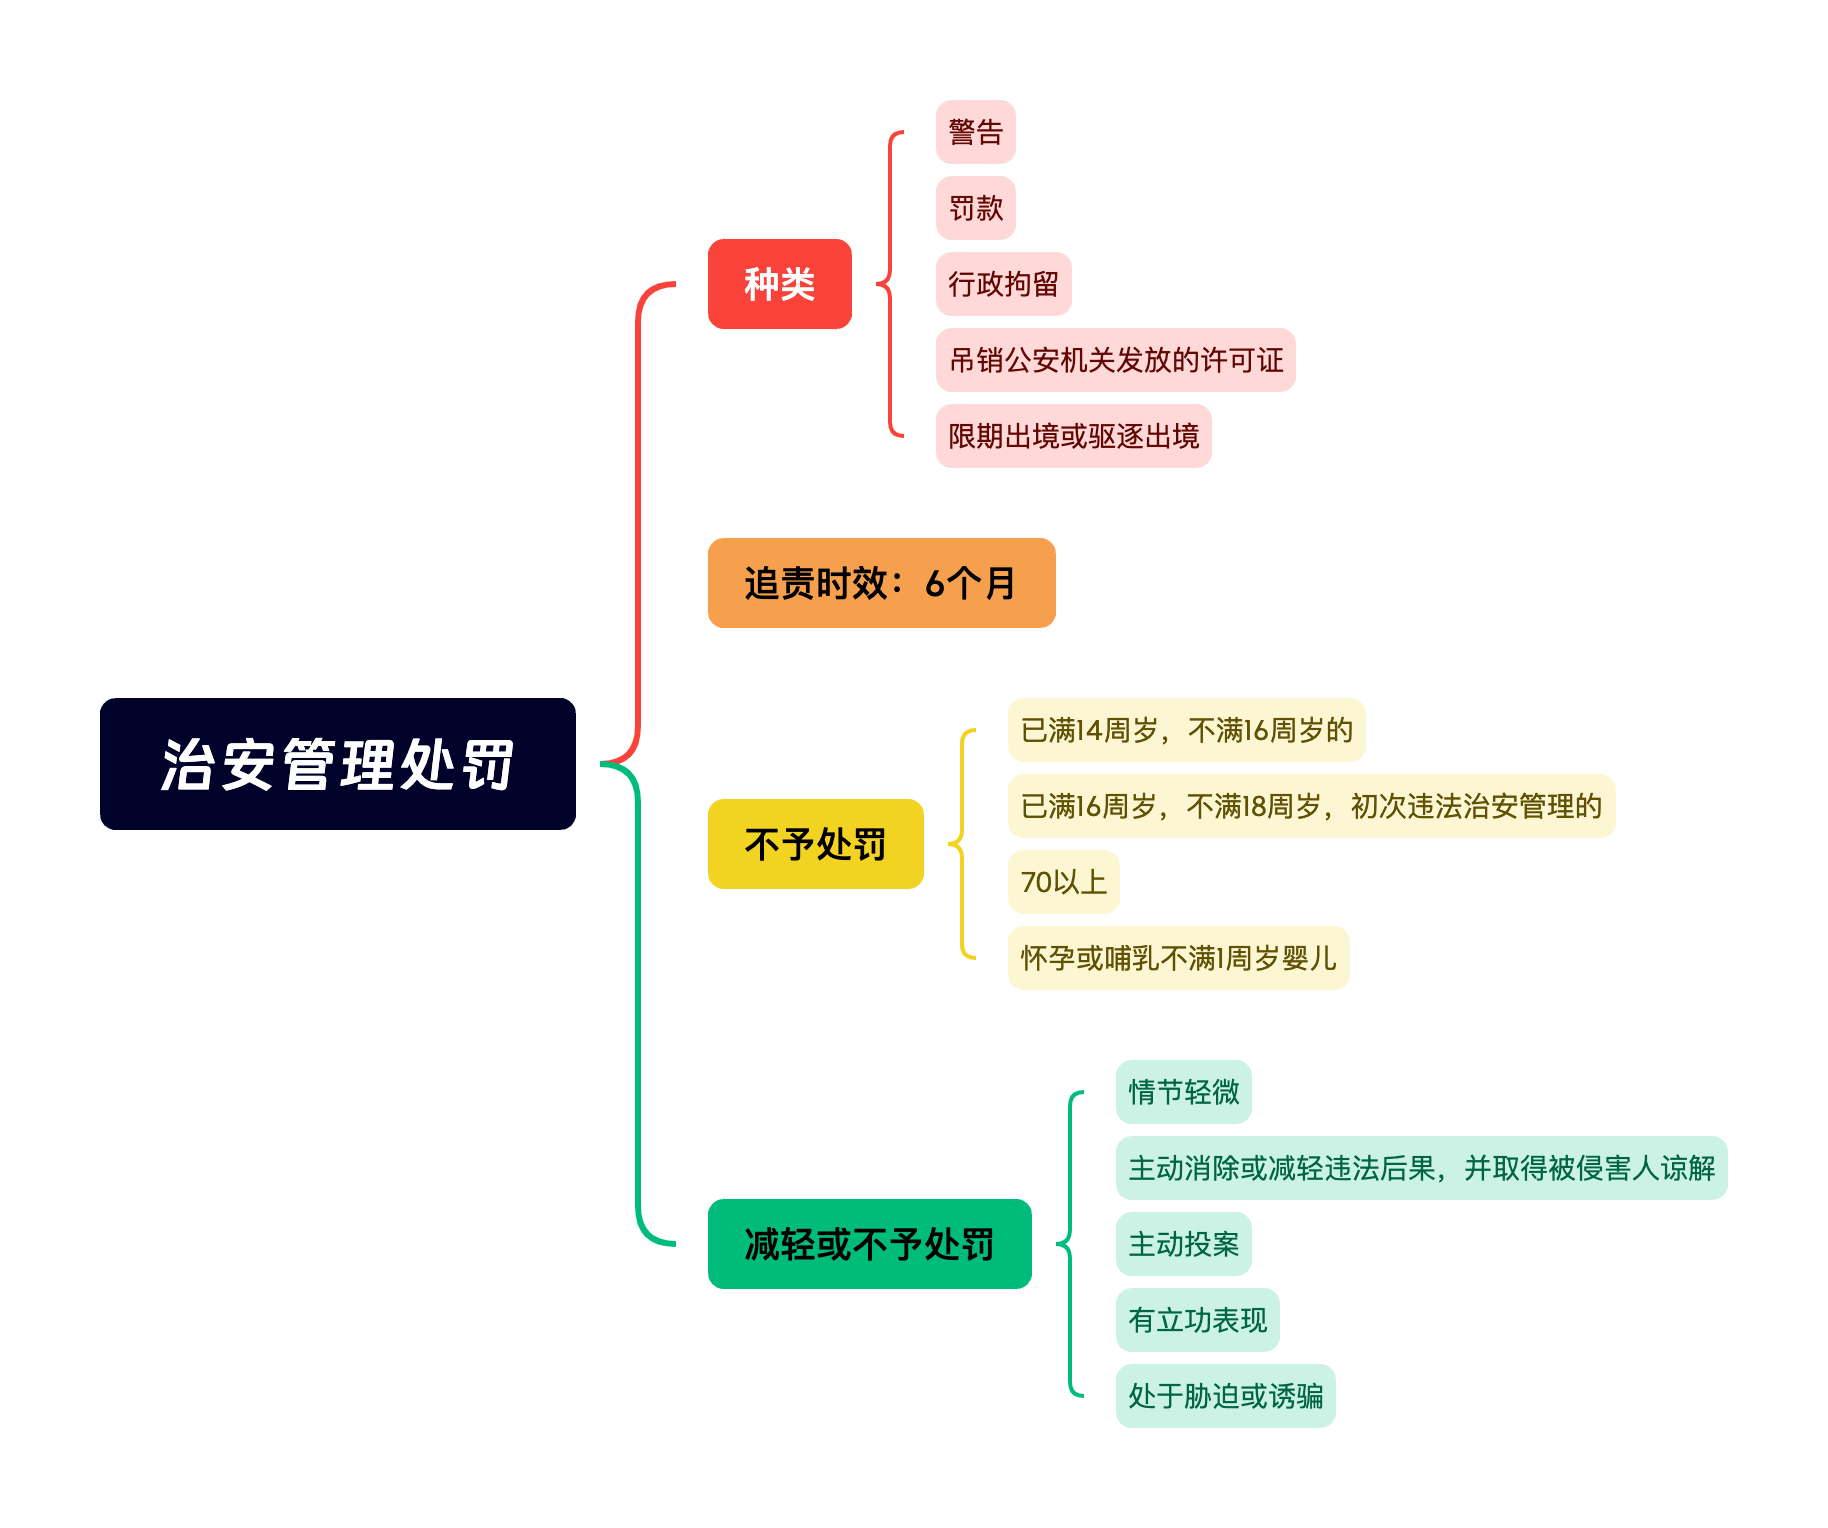 治安管理处罚
种类
警告
罚款
行政拘留
吊销公安机关发放的许可证
限期出境或驱逐出境
追责时效：6个月
不予处罚
已满14周岁，不满16周岁的
已满16周岁，不满18周岁，初次违法治安管理的
70以上
怀孕或哺乳不满1周岁婴儿
减轻或不予处罚
情节轻微
主动消除或减轻违法后果，并取得被侵害人谅解
主动投案
有立功表现
处于胁迫或诱骗